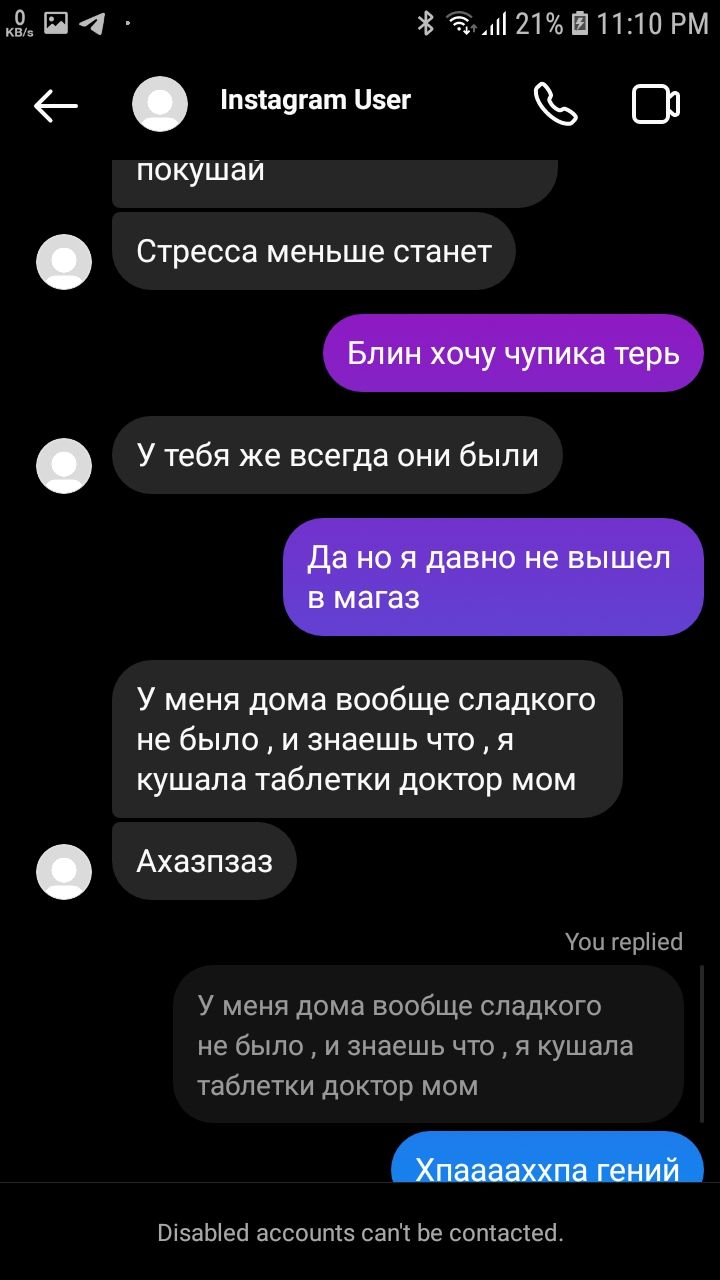 0
KB/s
21%
11:10 PM
Instagram User
покушай
Стресса меньше станет
Блин хочу чупика терь
У тебя же всегда они были
Да но я давно не вышел
в магаз
У меня дома вообще сладкого
не было , и знаешь что , я
кушала таблетки доктор мом
Ахазпзаз
You replied
У меня дома вообще сладкого
не было , и знаешь что , я кушала
таблетки доктор мом
Хпааааххпа гений
Disabled accounts can't be contacted.